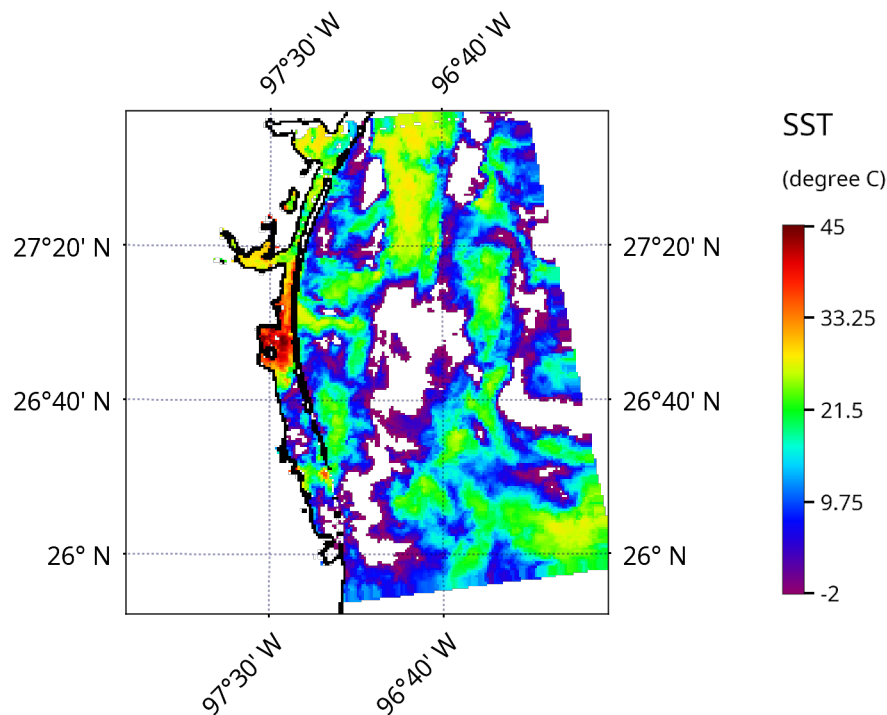 97°30' W
96°40' W
SST
(degree C)
45
27°20' N
27°20' N
33.25
26°40' N
26°40' N
21.5
9.75
26° N
26° N
-2
97°30' W
96°40' W